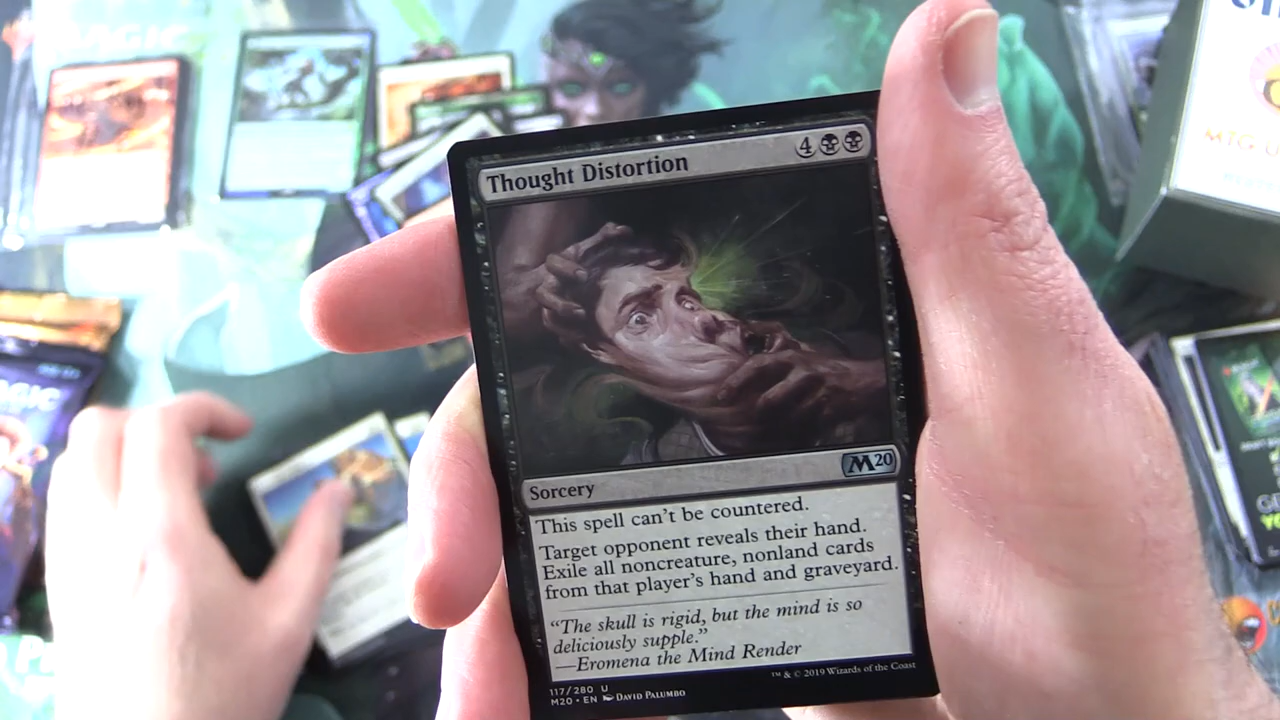 MAGIC
Thought Distortion
4
Sorcery
M20
This spell can't be countered.
Target opponent reveals their hand.
Exile all noncreature, nonland cards
from that player's hand and graveyard.
"The skull is rigid, but the mind is so
deliciously supple."
—Eromena the Mind Render
117/280 U
M20 • EN DAVID PALUMBO
™ & © 2019 Wizards of the Coast